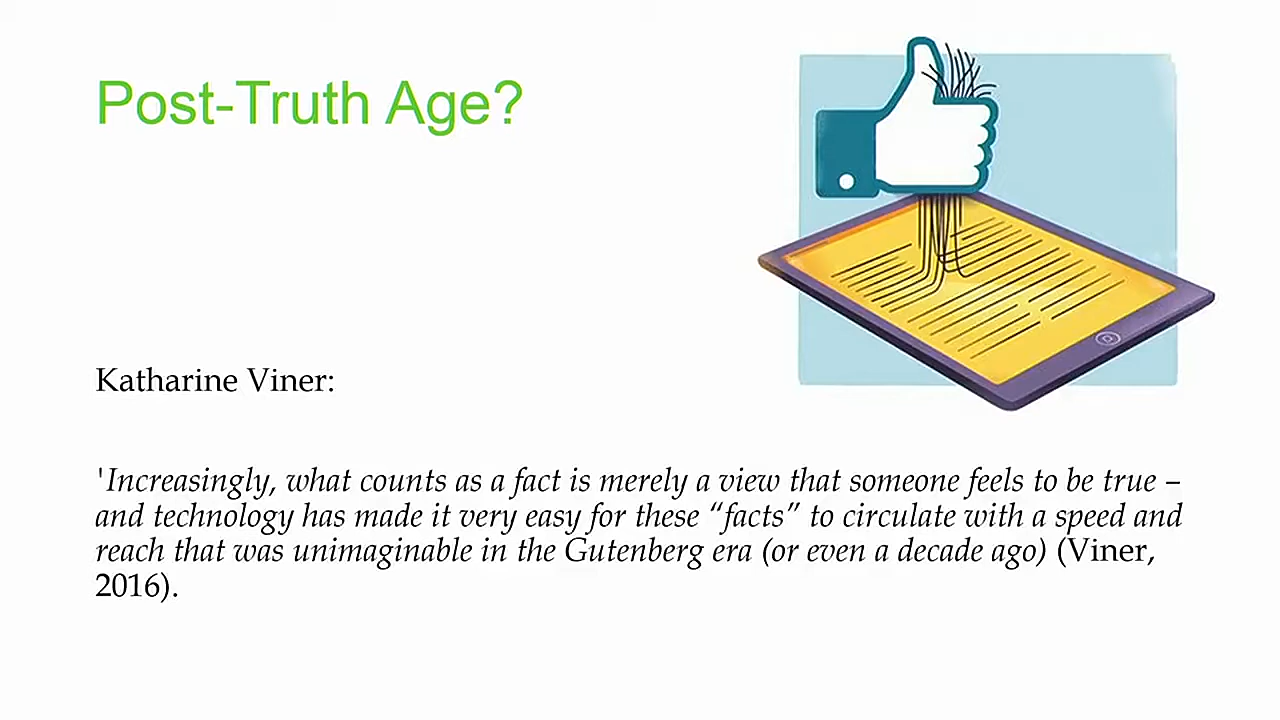 Post-Truth Age?
Katharine Viner:
'Increasingly, what counts as a fact is merely a view that someone feels to be true –
and technology has made it very easy for these “facts” to circulate with a speed and
reach that was unimaginable in the Gutenberg era (or even a decade ago) (Viner,
2016).